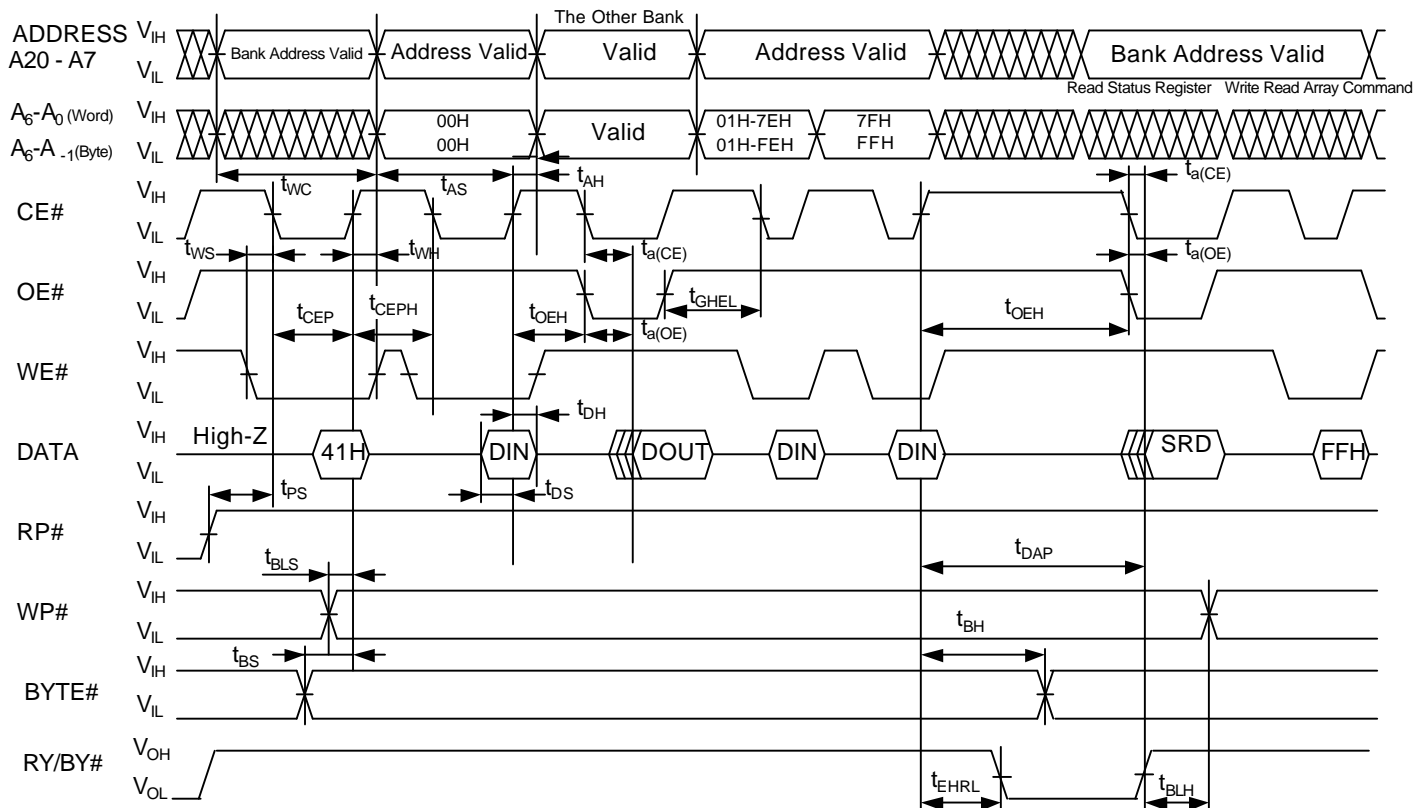 The Other Bank
ADDRESS
A20 - A7
VIH
VIL
Bank Address Valid
Address Valid
Valid
Address Valid
Bank Address Valid
Read Status Register
Write Read Array Command
A6-A0 (Word)
A6-A-1(Byte)
VIH
VIL
00H
00H
Valid
01H-7EH
01H-FEH
7FH
FFH
tWC
tAS
tAH
ta(CE)
CE#
VIH
VIL
tWS
tWH
ta(CE)
ta(OE)
OE#
VIH
VIL
tCEP
tCEPH
tOEH
ta(OE)
tGHEL
tOEH
WE#
VIH
VIL
tDH
DATA
VIH
VIL
High-Z
41H
DIN
DOUT
DIN
DIN
SRD
FFH
tPS
tDS
RP#
VIH
VIL
tBLS
tDAP
WP#
VIH
VIL
tBH
tBS
BYTE#
VIH
VIL
RY/BY#
VOH
VOL
tEHRL
tBLH